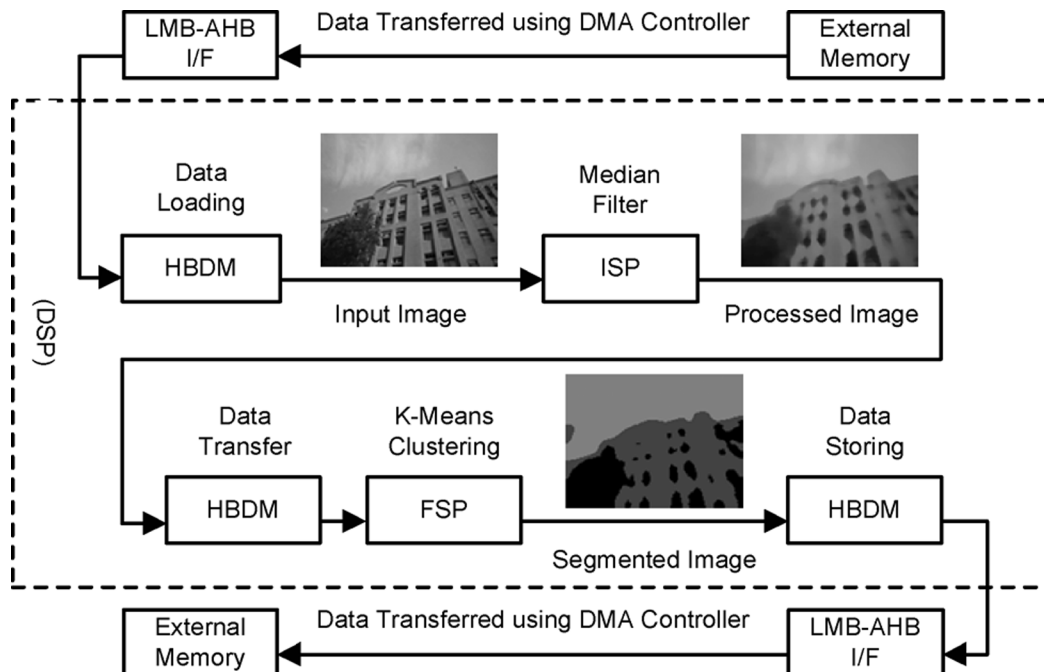 LMB-AHB
I/F
Data Transferred using DMA Controller
External
Memory
Data
Loading
HBDM
Input Image
Median
Filter
ISP
Processed Image
(DSP)
Data
Transfer
HBDM
K-Means
Clustering
FSP
Segmented Image
Data
Storing
HBDM
External
Memory
Data Transferred using DMA Controller
LMB-AHB
I/F